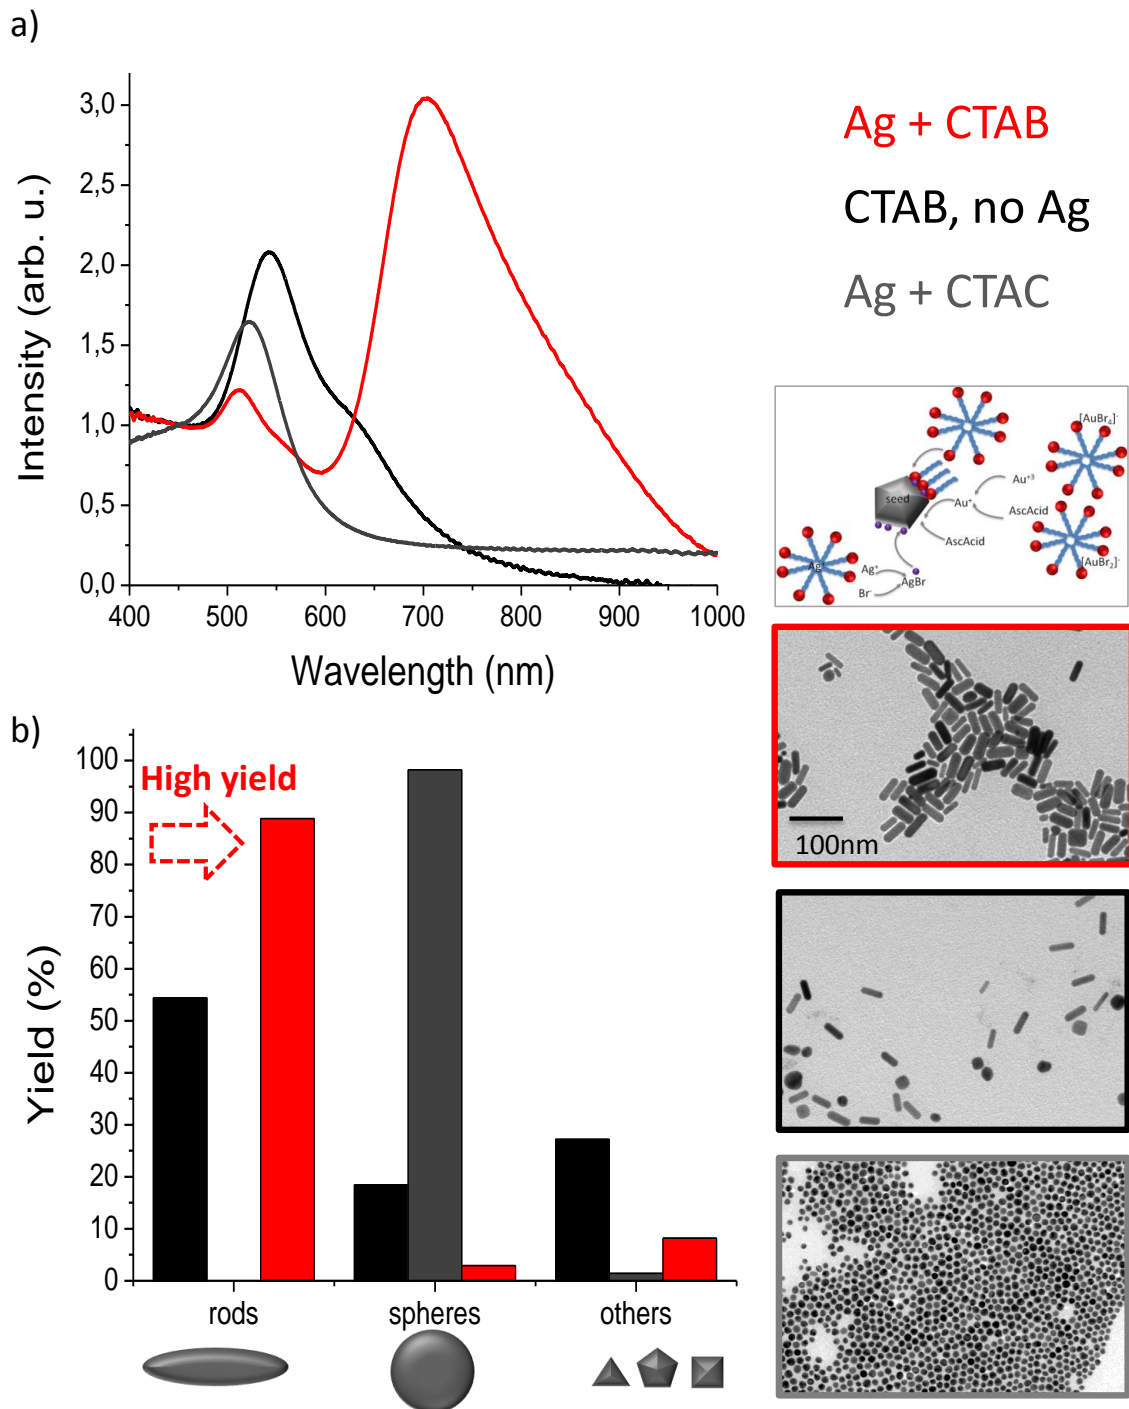 a)
3,0
2,5
2,0
1,5
1,0
0,5
0,0
400 500 600 700 800 900 1000
Intensity (arb. u.)
Wavelength (nm)
Ag + CTAB
CTAB, no Ag
Ag + CTAC
[AuBr4]-
seed
Au+3
Au+
AscAcid
AscAcid
Ag+
Ag+
AgBr
Br-
[AuBr2]-
100nm
b)
100
90
80
70
60
50
40
30
20
10
0
Yield (%)
High yield
rods spheres others